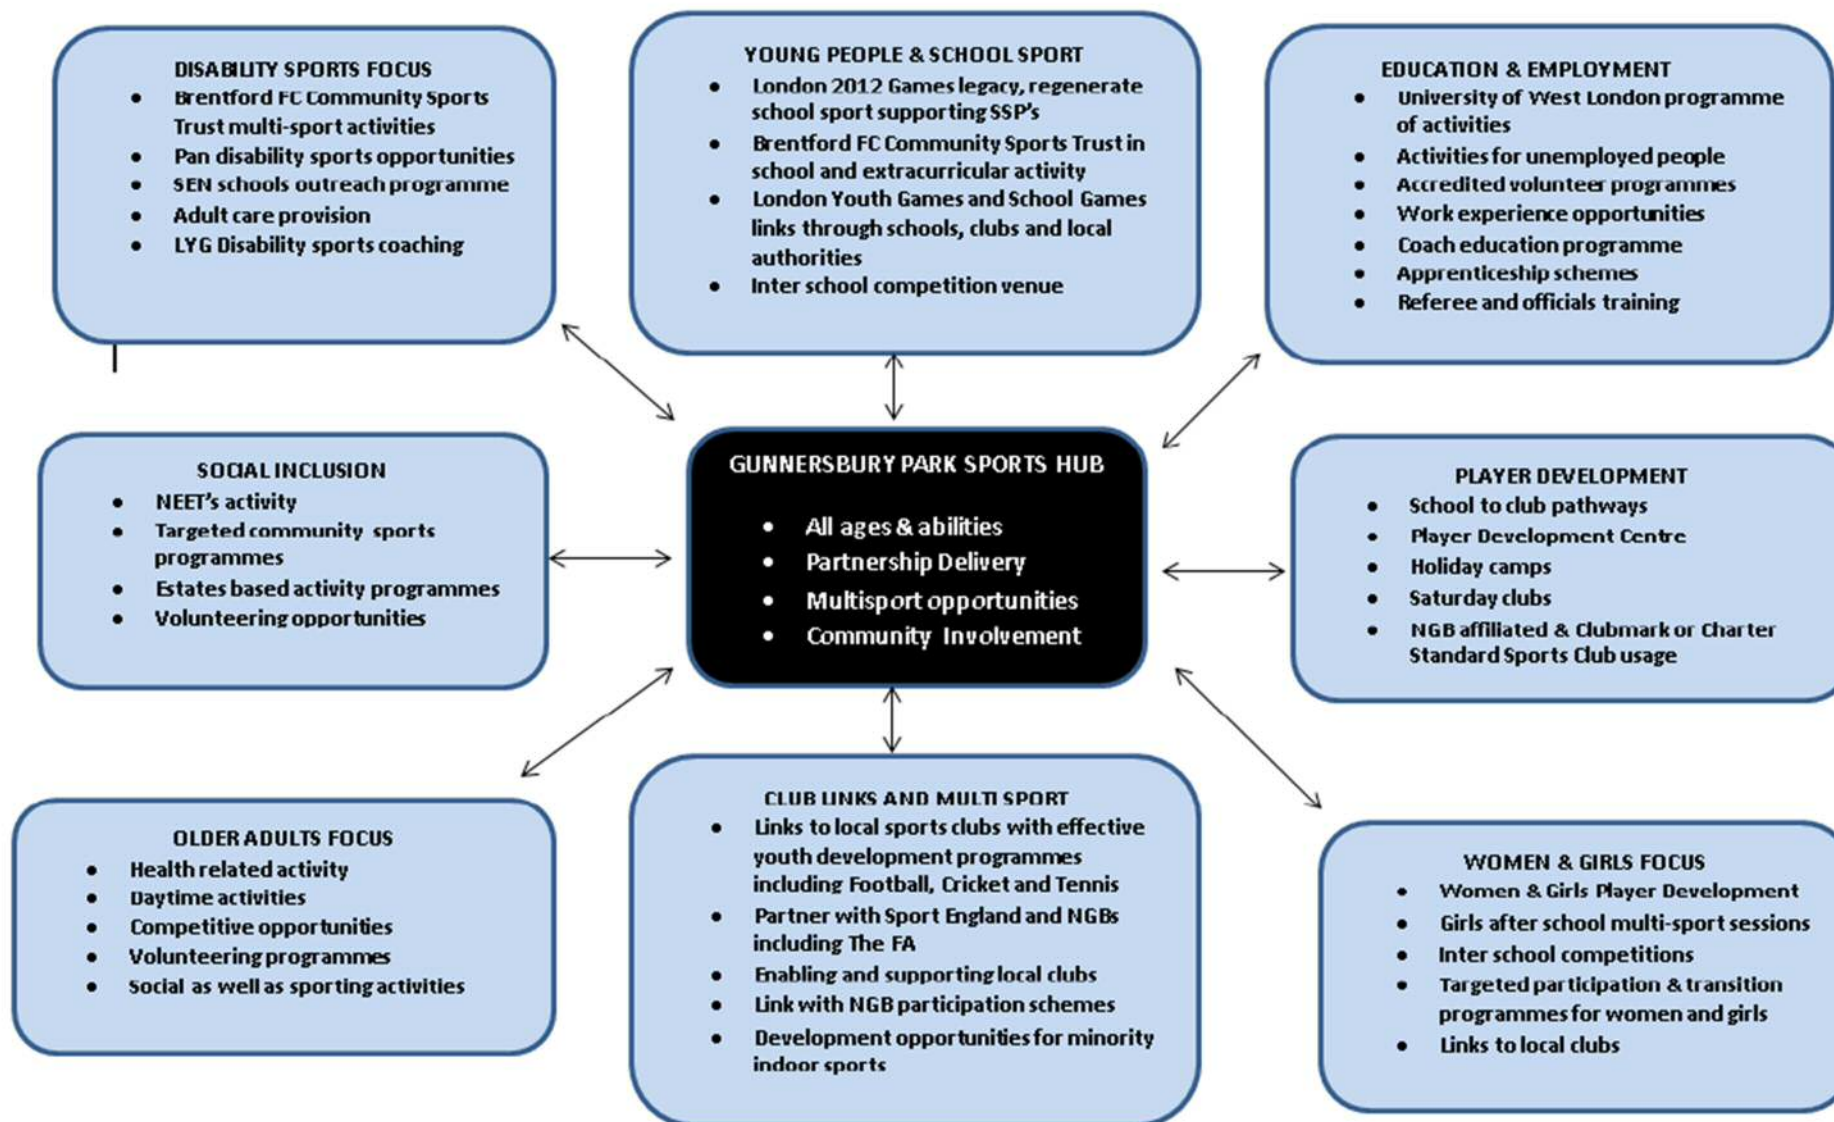 DISABILITY SPORTS FOCUS
• Brentford FC Community Sports
Trust multi-sport activities
• Pan disability sports opportunities
• SEN schools outreach programme
• Adult care provision
• LYG Disability sports coaching
YOUNG PEOPLE & SCHOOL SPORT
• London 2012 Games legacy, regenerate
school sport supporting SSP's
• Brentford FC Community Sports Trust in
school and extracurricular activity
• London Youth Games and School Games
links through schools, clubs and local
authorities
• Inter school competition venue
EDUCATION & EMPLOYMENT
• University of West London programme
of activities
• Activities for unemployed people
• Accredited volunteer programmes
• Work experience opportunities
• Coach education programme
• Apprenticeship schemes
• Referee and officials training
SOCIAL INCLUSION
• NEET's activity
• Targeted community sports
programmes
• Estates based activity programmes
• Volunteering opportunities
GUNNERSBURY PARK SPORTS HUB
• All ages & abilities
• Partnership Delivery
• Multisport opportunities
• Community Involvement
PLAYER DEVELOPMENT
• School to club pathways
• Player Development Centre
• Holiday camps
• Saturday clubs
• NGB affiliated & Clubmark or Charter
Standard Sports Club usage
OLDER ADULTS FOCUS
• Health related activity
• Daytime activities
• Competitive opportunities
• Volunteering programmes
• Social as well as sporting activities
CLUB LINKS AND MULTI SPORT
• Links to local sports clubs with effective
youth development programmes
including Football, Cricket and Tennis
• Partner with Sport England and NGBs
including The FA
• Enabling and supporting local clubs
• Link with NGB participation schemes
• Development opportunities for minority
indoor sports
WOMEN & GIRLS FOCUS
• Women & Girls Player Development
• Girls after school multi-sport sessions
• Inter school competitions
• Targeted participation & transition
programmes for women and girls
• Links to local clubs